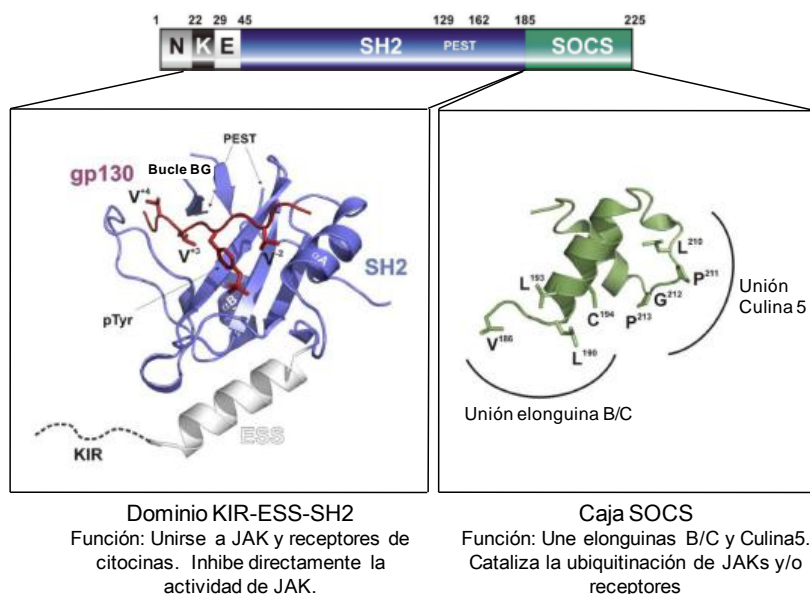 1 22 29 45 129 162 185 225
N K E SH2 PEST SOCS
PEST
gp130
Bucle BG
V+4
V+3
V-2
αA
SH2
pTyr
αB
ESS
KIR
L210
P211
L193
G212
C194
P213
V186
L190
Unión
Culina 5
Unión elonguina B/C
Dominio KIR-ESS-SH2
Función: Unirse a JAK y receptores de
citocinas. Inhibe directamente la
actividad de JAK.
Caja SOCS
Función: Une elonguinas B/C y Culina5.
Cataliza la ubiquitinación de JAKs y/o
receptores